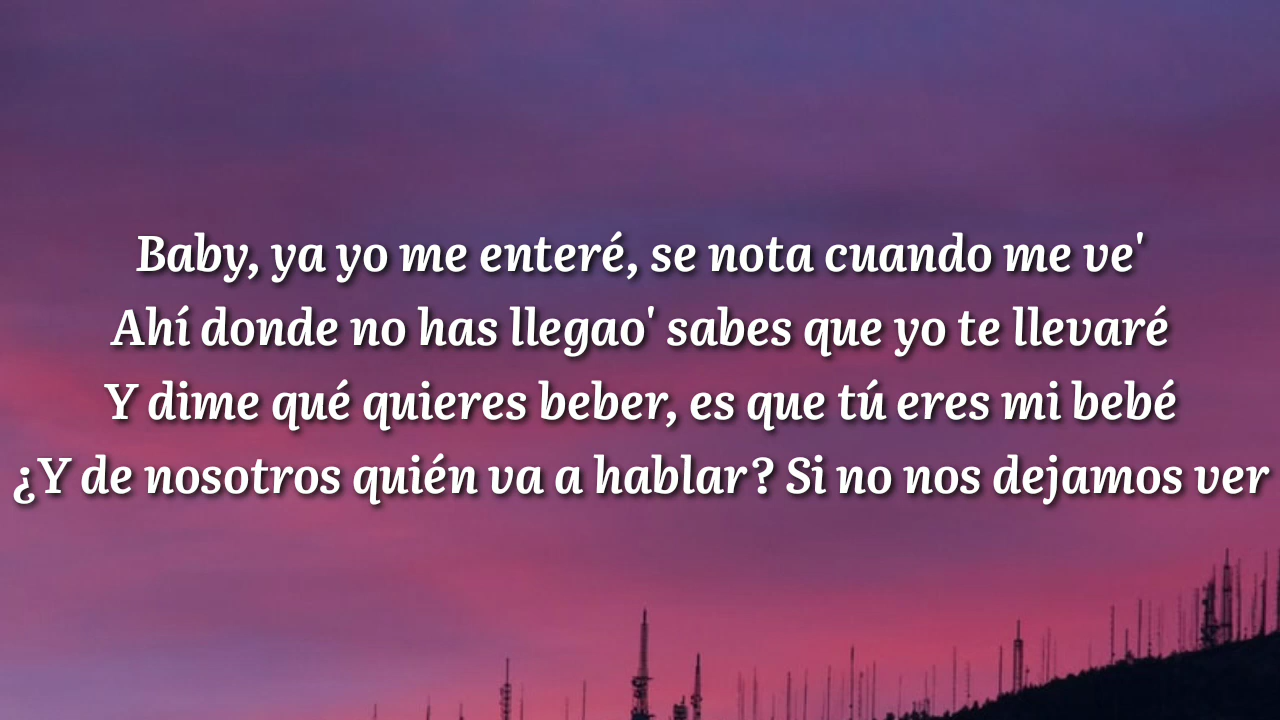 Baby, ya yo me enteré, se nota cuando me ve'
Ahí donde no has llegao' sabes que yo te llevaré
Y dime qué quieres beber, es que tú eres mi bebé
¿Y de nosotros quién va a hablar? Si no nos dejamos ver